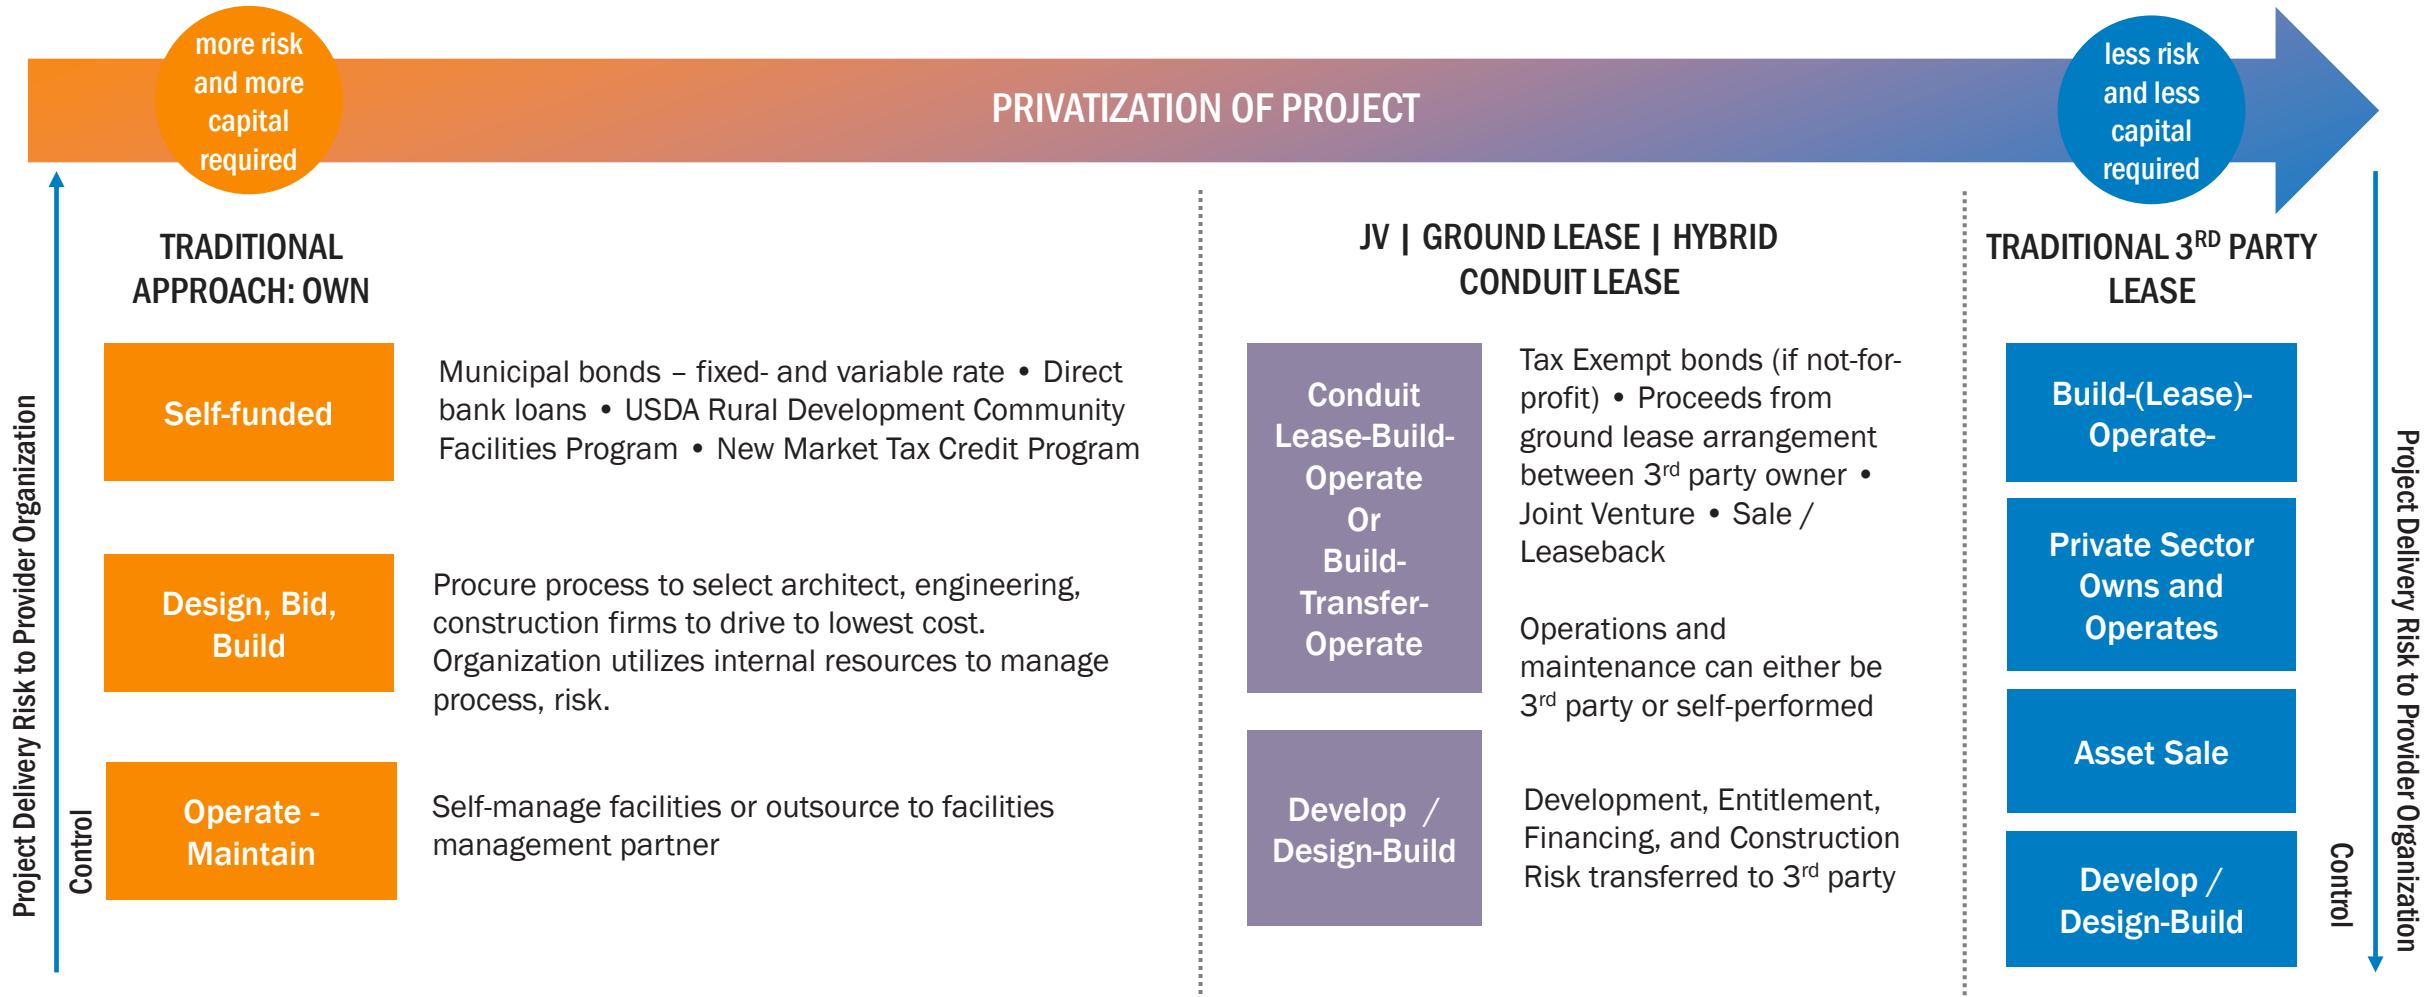 more risk
and more
capital
required
PRIVATIZATION OF PROJECT
less risk
and less
capital
required
Project Delivery Risk to Provider Organization
Control
TRADITIONAL
APPROACH: OWN
Self-funded
Municipal bonds – fixed- and variable rate • Direct
bank loans • USDA Rural Development Community
Facilities Program • New Market Tax Credit Program
Design, Bid,
Build
Procure process to select architect, engineering,
construction firms to drive to lowest cost.
Organization utilizes internal resources to manage
process, risk.
Operate -
Maintain
Self-manage facilities or outsource to facilities
management partner
JV | GROUND LEASE | HYBRID
CONDUIT LEASE
Conduit
Lease-Build-
Operate
Or
Build-
Transfer-
Operate
Tax Exempt bonds (if not-for-
profit) • Proceeds from
ground lease arrangement
between 3rd party owner •
Joint Venture • Sale /
Leaseback
Operations and
maintenance can either be
3rd party or self-performed
Develop /
Design-Build
Development, Entitlement,
Financing, and Construction
Risk transferred to 3rd party
TRADITIONAL 3RD PARTY
LEASE
Build-(Lease)-
Operate-
Private Sector
Owns and
Operates
Asset Sale
Develop /
Design-Build
Control
Project Delivery Risk to Provider Organization